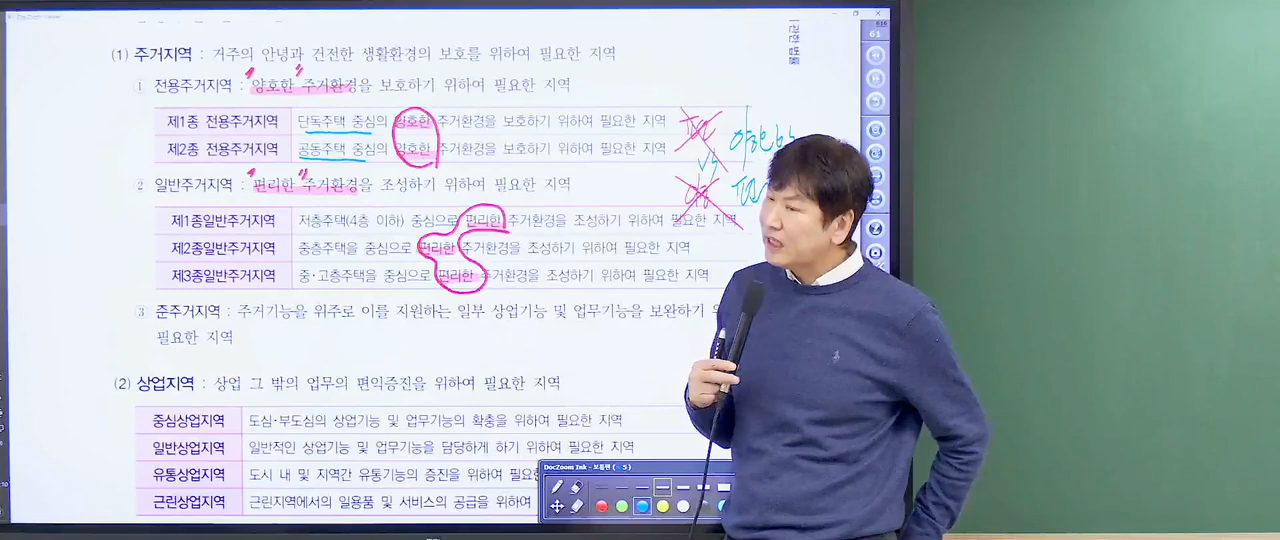 DocZoom Viewer
61
관한 법률
(1) 주거지역 : 거주의 안녕과 건전한 생활환경의 보호를 위하여 필요한 지역
① 전용주거지역 : "양호한" 주거환경을 보호하기 위하여 필요한 지역
제1종 전용주거지역 단독주택 중심의 양호한 주거환경을 보호하기 위하여 필요한 지역
제2종 전용주거지역 공동주택 중심의 양호한 주거환경을 보호하기 위하여 필요한 지역
② 일반주거지역 : "편리한" 주거환경을 조성하기 위하여 필요한 지역
제1종일반주거지역 저층주택(4층 이하) 중심으로 편리한 주거환경을 조성하기 위하여 필요한 지역
제2종일반주거지역 중층주택을 중심으로 편리한 주거환경을 조성하기 위하여 필요한 지역
제3종일반주거지역 중·고층주택을 중심으로 편리한 주거환경을 조성하기 위하여 필요한 지역
③ 준주거지역 : 주거기능을 위주로 이를 지원하는 일부 상업기능 및 업무기능을 보완하기
필요한 지역
(2) 상업지역 : 상업 그 밖의 업무의 편익증진을 위하여 필요한 지역
중심상업지역 도심·부도심의 상업기능 및 업무기능의 확충을 위하여 필요한 지역
일반상업지역 일반적인 상업기능 및 업무기능을 담당하게 하기 위하여 필요한 지역
유통상업지역 도시 내 및 지역간 유통기능의 증진을 위하여
근린상업지역 근린지역에서의 일용품 및 서비스의 공급을 위하여
DocZoom Ink - 보통펜 ( 5 )